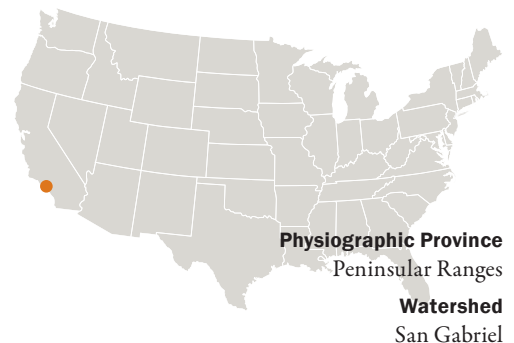 Physiographic Province
Peninsular Ranges
Watershed
San Gabriel